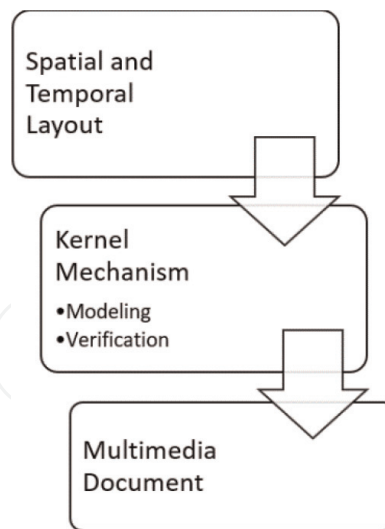 Spatial and
Temporal
Layout
Kernel
Mechanism
•Modeling
•Verification
Multimedia
Document